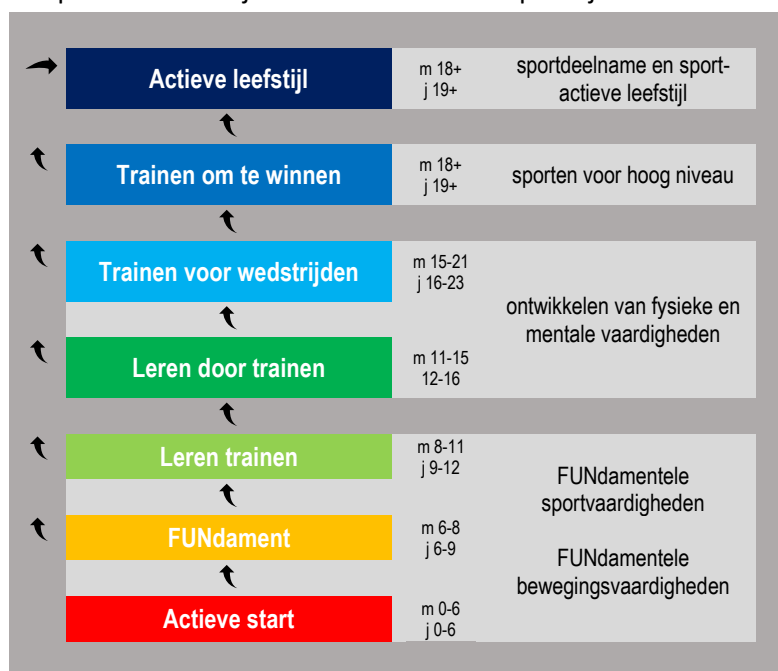 Actieve leefstijl
m 18+
j 19+
sportdeelname en sport-
actieve leefstijl
Trainen om te winnen
m 18+
j 19+
sporten voor hoog niveau
Trainen voor wedstrijden
m 15-21
j 16-23
ontwikkelen van fysieke en
mentale vaardigheden
Leren door trainen
m 11-15
12-16
Leren trainen
m 8-11
j 9-12
FUNdamentele
sportvaardigheden
FUNdament
m 6-8
j 6-9
FUNdamentele
bewegingsvaardigheden
Actieve start
m 0-6
j 0-6